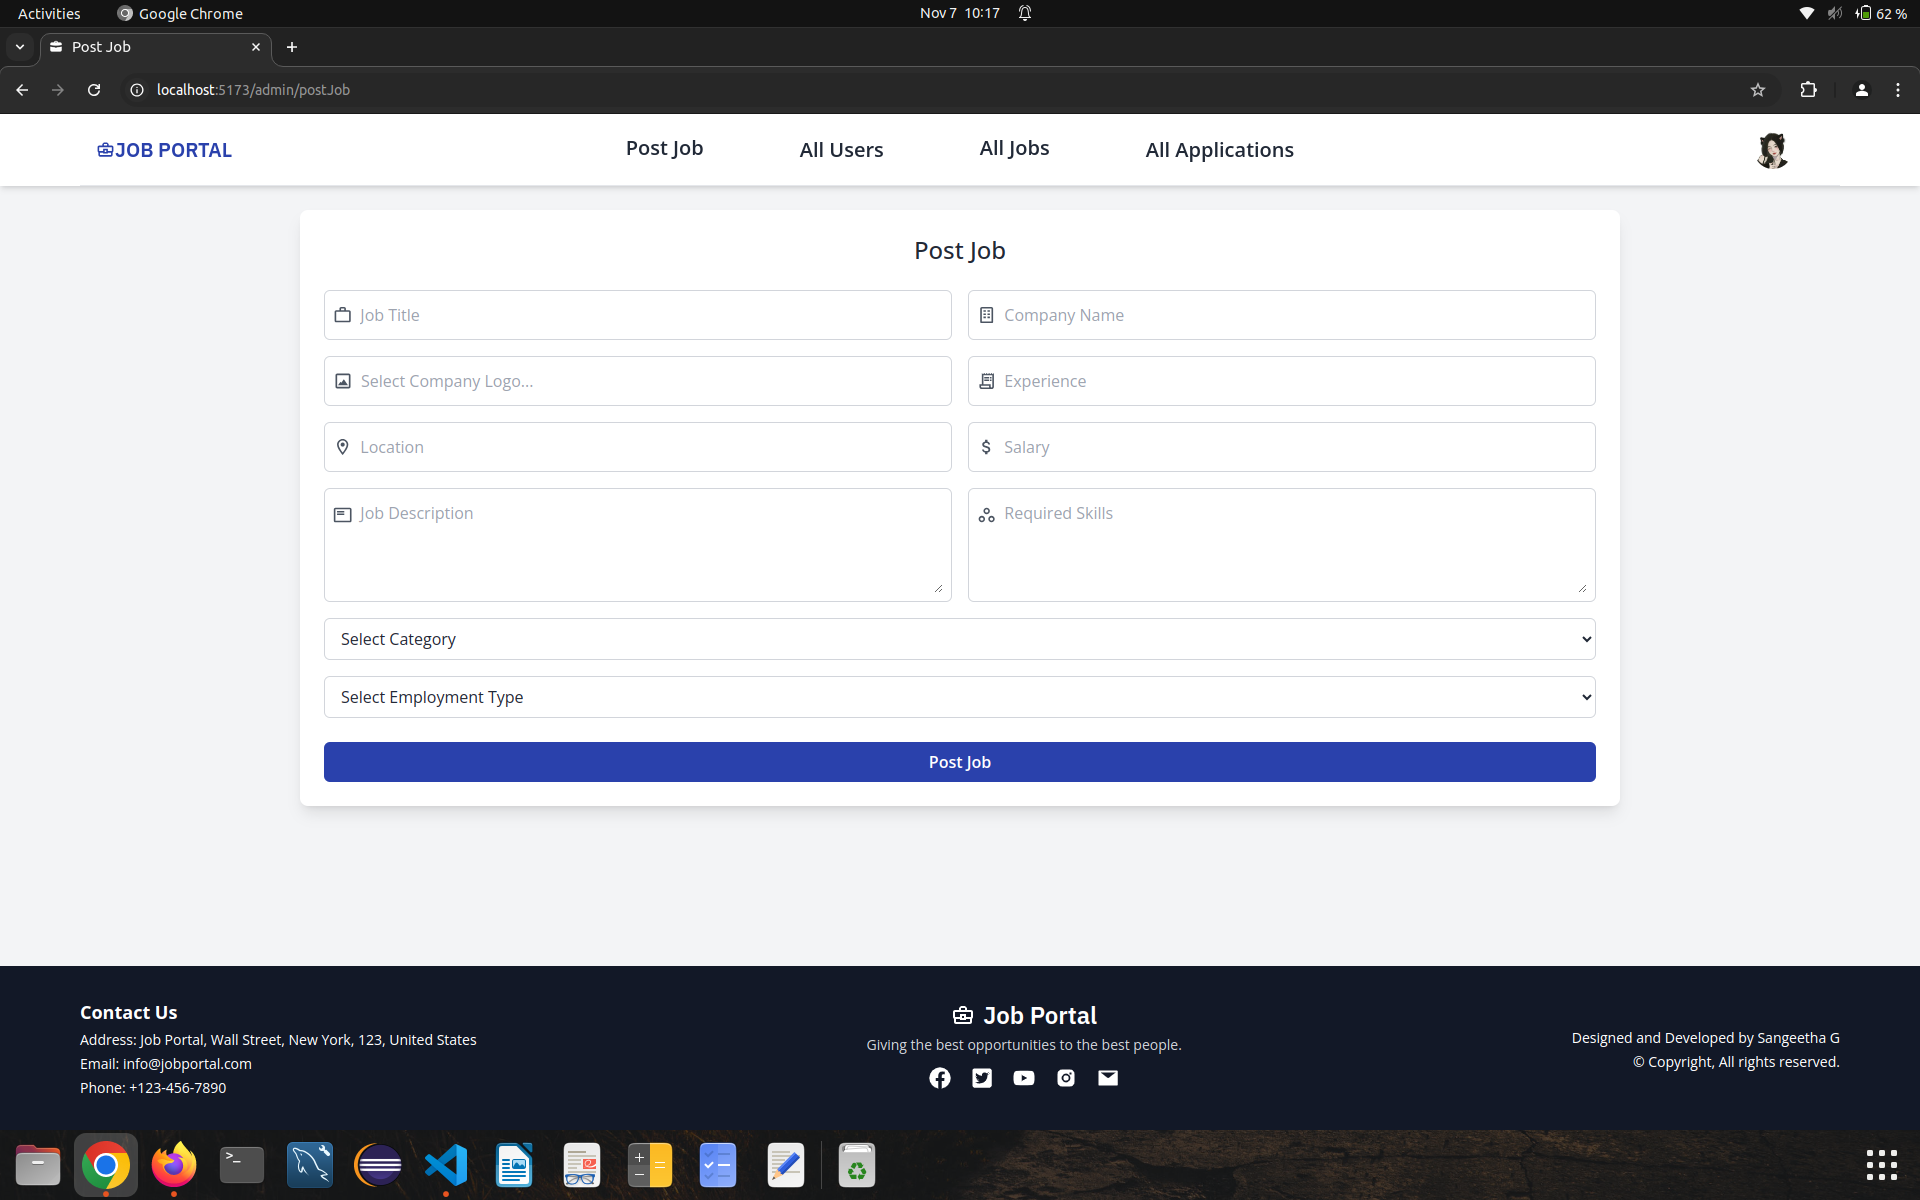 Activities
Google Chrome
Nov 7 10:17
62 %
Post Job
localhost:5173/admin/postJob
JOB PORTAL
Post Job
All Users
All Jobs
All Applications
Post Job
Job Title
Company Name
Select Company Logo...
Experience
Location
Salary
Job Description
Required Skills
Select Category
Select Employment Type
Post Job
Contact Us
Address: Job Portal, Wall Street, New York, 123, United States
Email: info@jobportal.com
Phone: +123-456-7890
Job Portal
Giving the best opportunities to the best people.
Designed and Developed by Sangeetha G
© Copyright, All rights reserved.